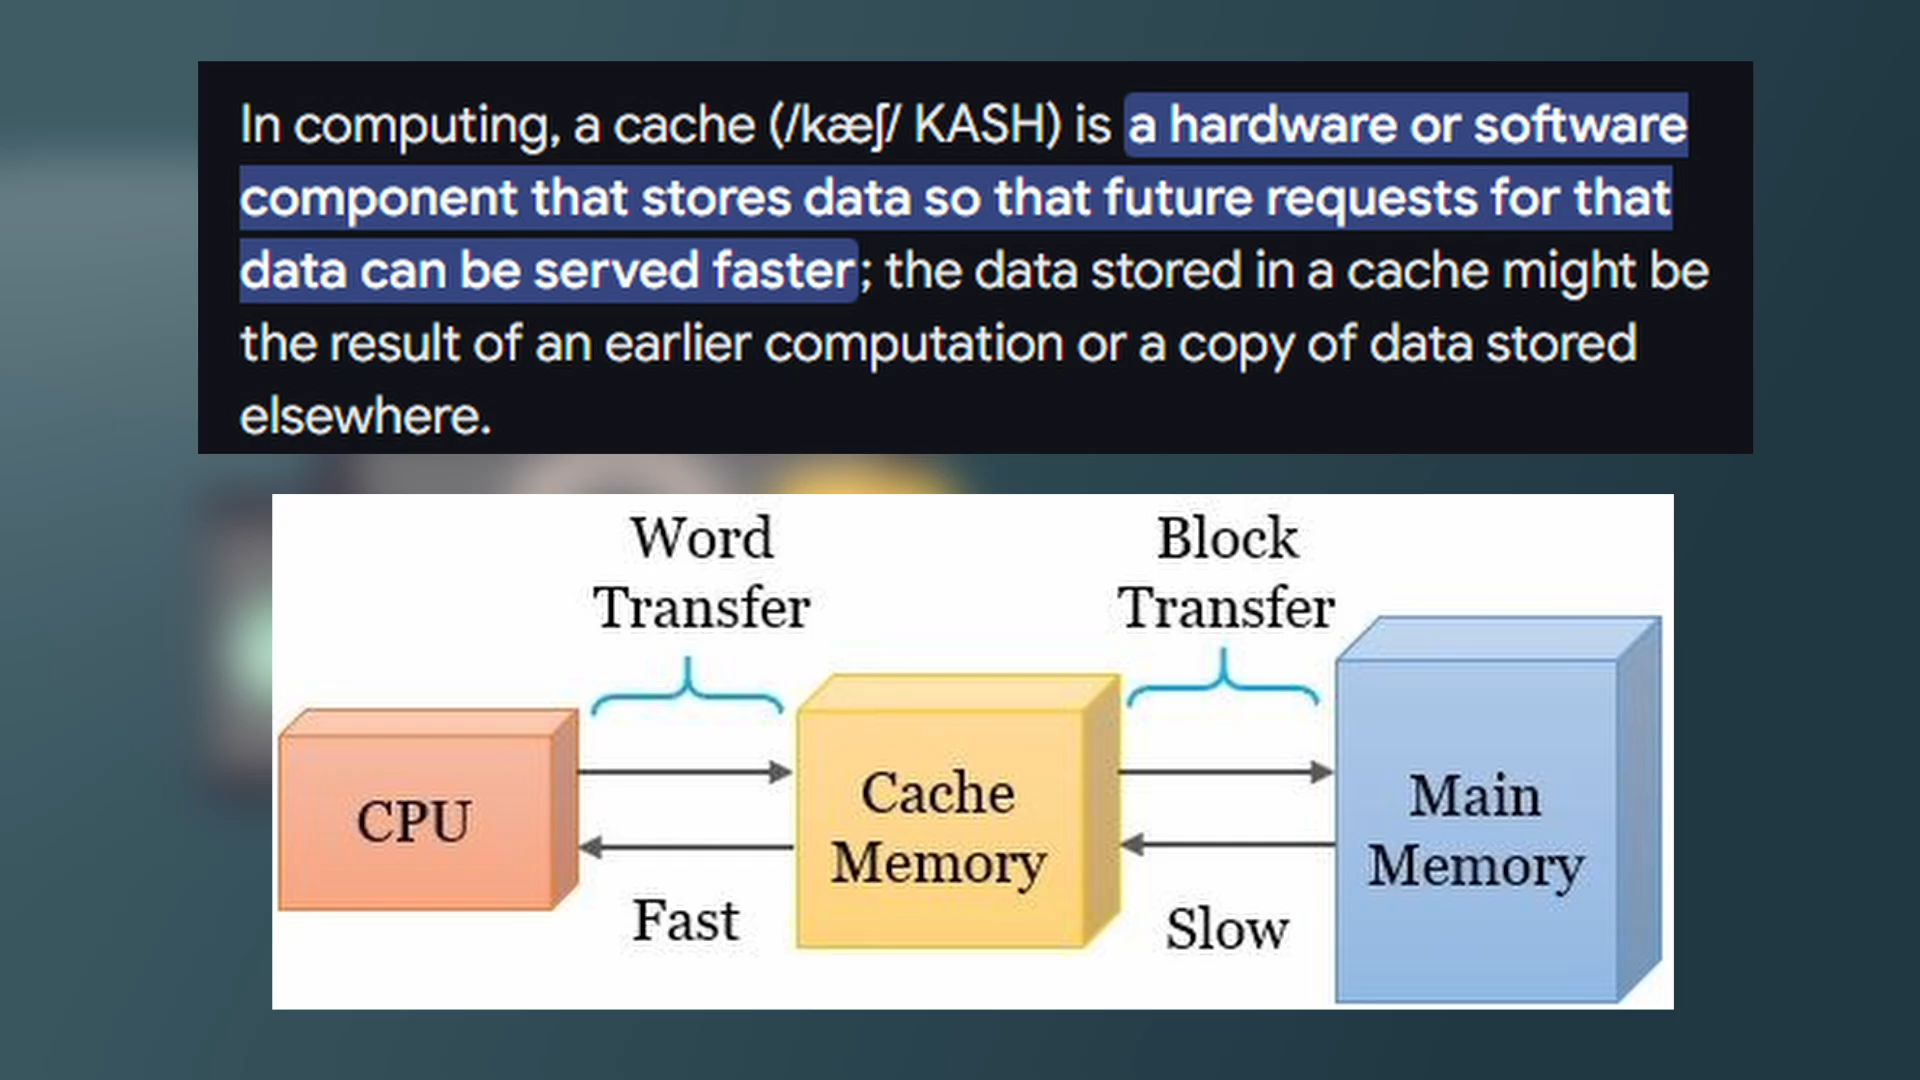 In computing, a cache (/kæʃ/ KASH) is a hardware or software
component that stores data so that future requests for that
data can be served faster; the data stored in a cache might be
the result of an earlier computation or a copy of data stored
elsewhere.
Word
Transfer
Block
Transfer
CPU
Cache
Memory
Main
Memory
Fast
Slow